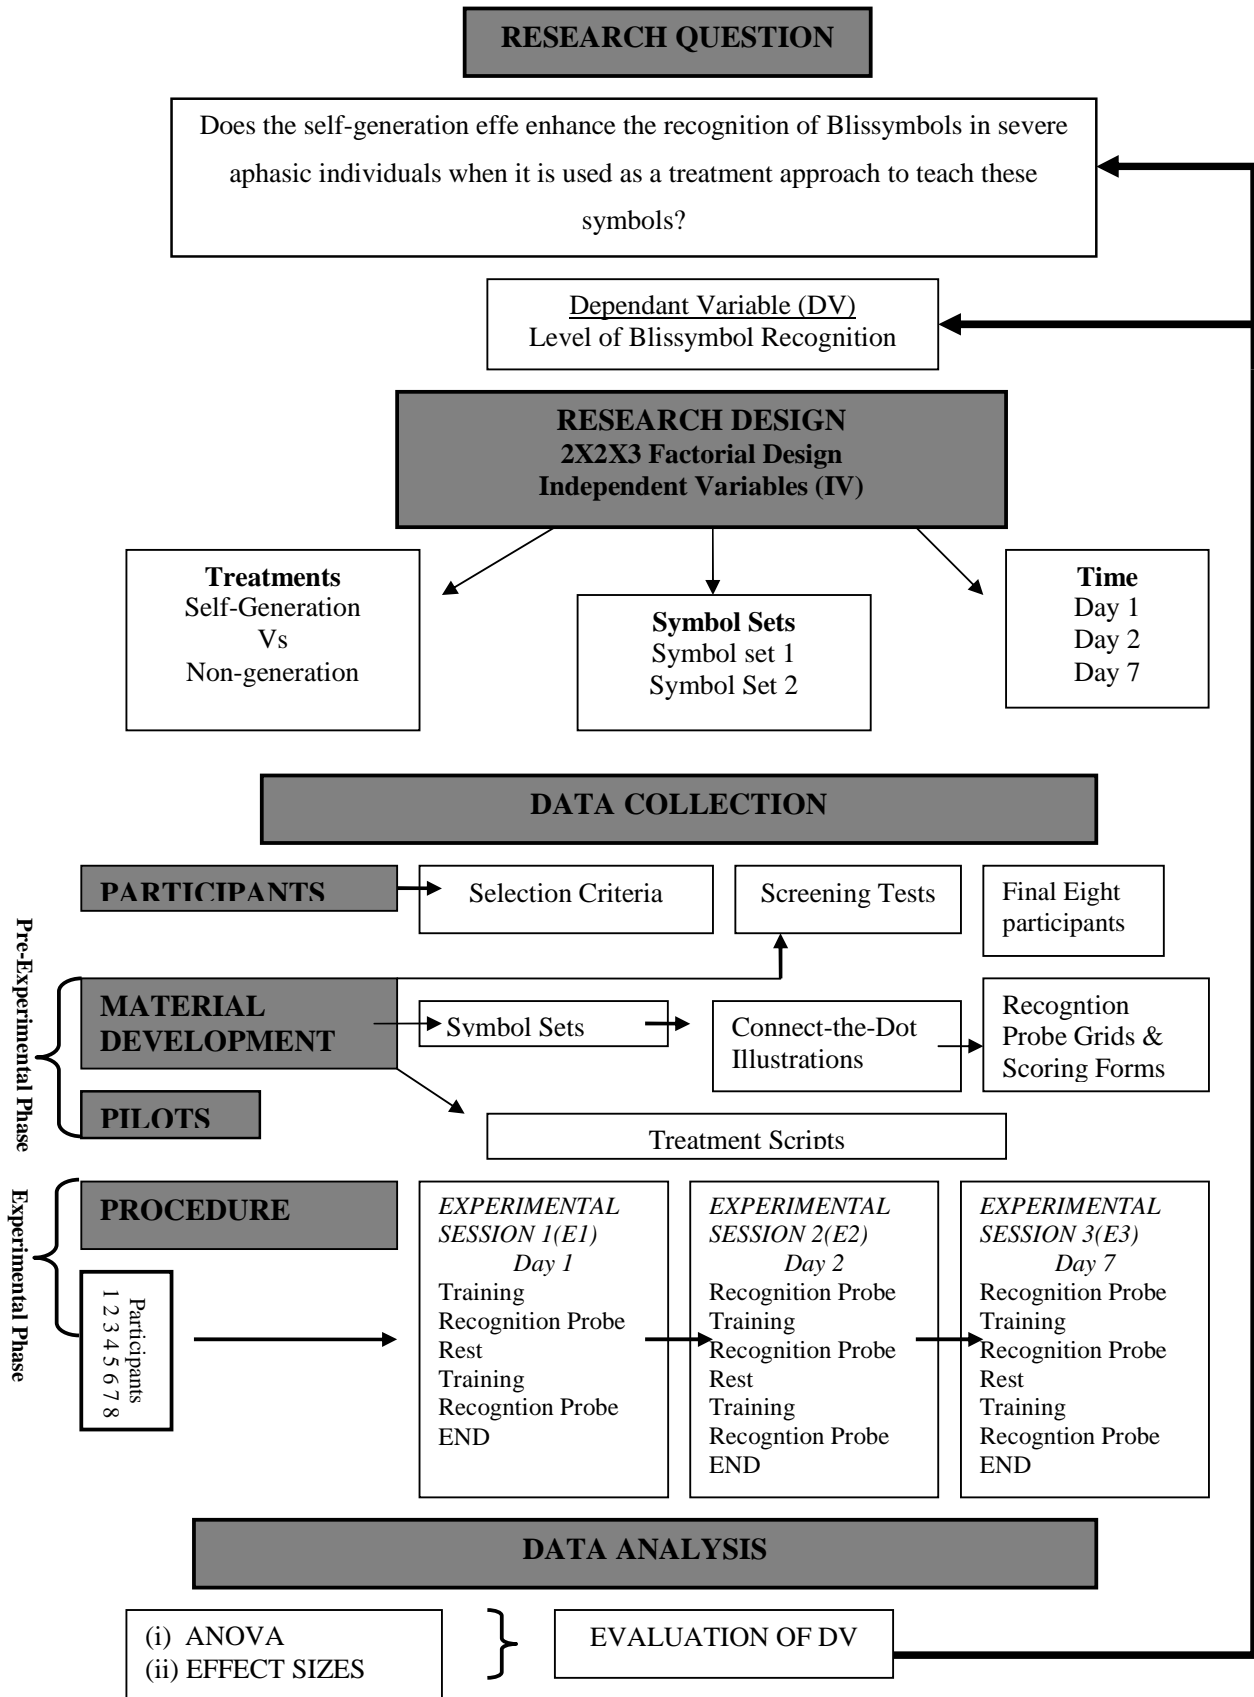 RESEARCH QUESTION
Does the self-generation effe enhance the recognition of Blissymbols in severe
aphasic individuals when it is used as a treatment approach to teach these
symbols?
Dependant Variable (DV)
Level of Blissymbol Recognition
RESEARCH DESIGN
2X2X3 Factorial Design
Independent Variables (IV)
Treatments
Self-Generation
Vs
Non-generation
Symbol Sets
Symbol set 1
Symbol Set 2
Time
Day 1
Day 2
Day 7
DATA COLLECTION
Pre-Experimental Phase
PARTICIPANTS
Selection Criteria
Screening Tests
Final Eight
participants
MATERIAL
DEVELOPMENT
Symbol Sets
Connect-the-Dot
Illustrations
Recogntion
Probe Grids &
Scoring Forms
PILOTS
Treatment Scripts
Experimental Phase
PROCEDURE
Participants
1 2 3 4 5 6 7 8
EXPERIMENTAL
SESSION 1(E1)
Day 1
Training
Recognition Probe
Rest
Training
Recogntion Probe
END
EXPERIMENTAL
SESSION 2(E2)
Day 2
Recognition Probe
Training
Recognition Probe
Rest
Training
Recogntion Probe
END
EXPERIMENTAL
SESSION 3(E3)
Day 7
Recognition Probe
Training
Recognition Probe
Rest
Training
Recogntion Probe
END
DATA ANALYSIS
(i) ANOVA
(ii) EFFECT SIZES
EVALUATION OF DV